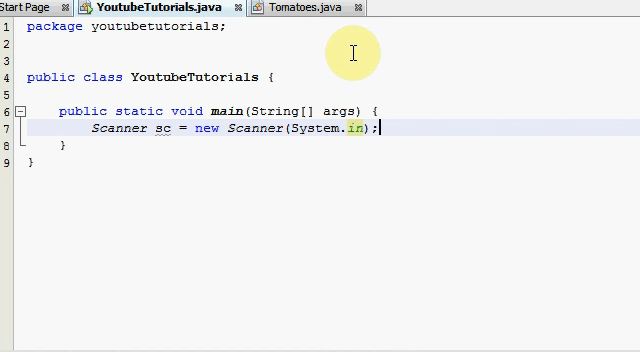 Start Page YoutubeTutorials.java Tomatoes.java
1 package youtubetutorials;
2
3
4 public class YoutubeTutorials {
5
6 public static void main(String[] args) {
7 Scanner sc = new Scanner(System.in);
8 }
9 }